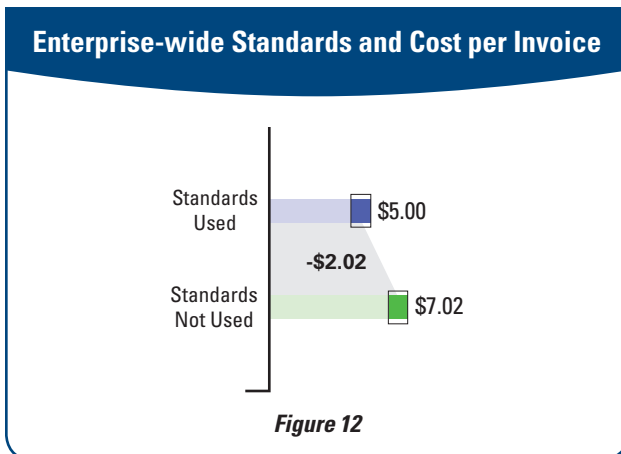 Enterprise-wide Standards and Cost per Invoice
Standards
Used
$5.00
-$2.02
Standards
Not Used
$7.02
Figure 12